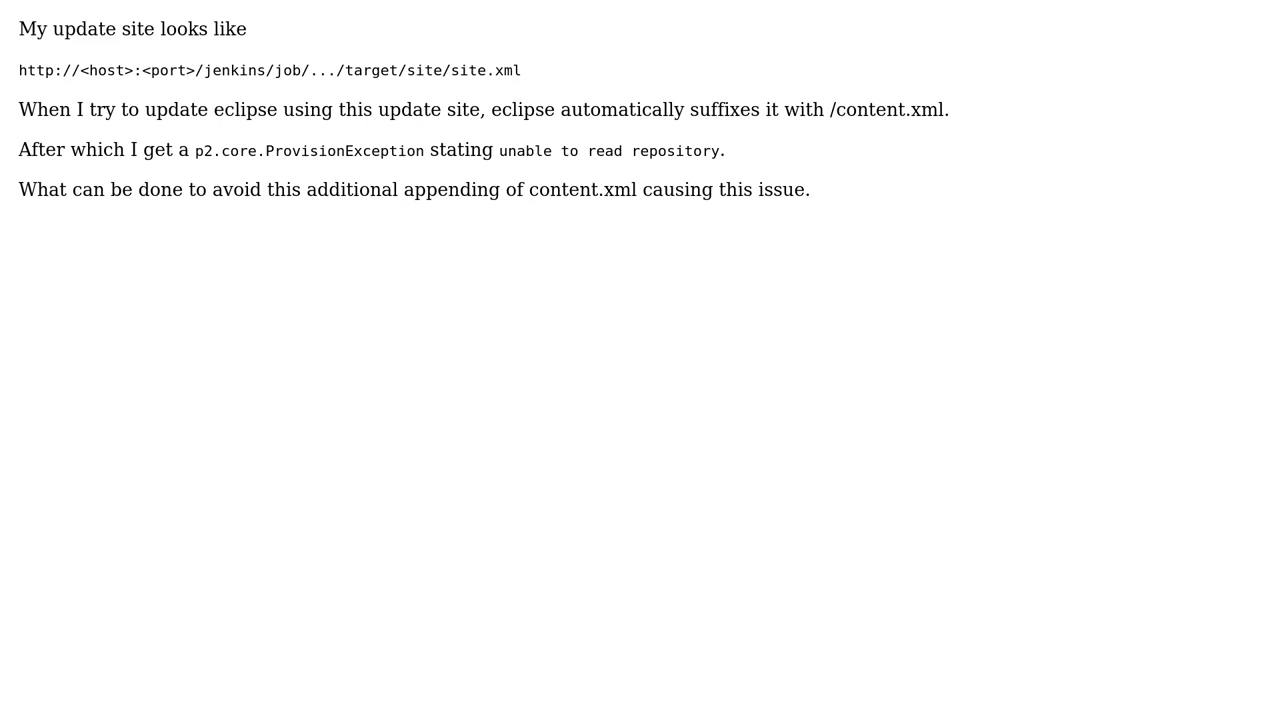 My update site looks like
http://<host>:<port>/jenkins/job/.../target/site/site.xml
When I try to update eclipse using this update site, eclipse automatically suffixes it with /content.xml.
After which I get a p2.core.ProvisionException stating unable to read repository.
What can be done to avoid this additional appending of content.xml causing this issue.